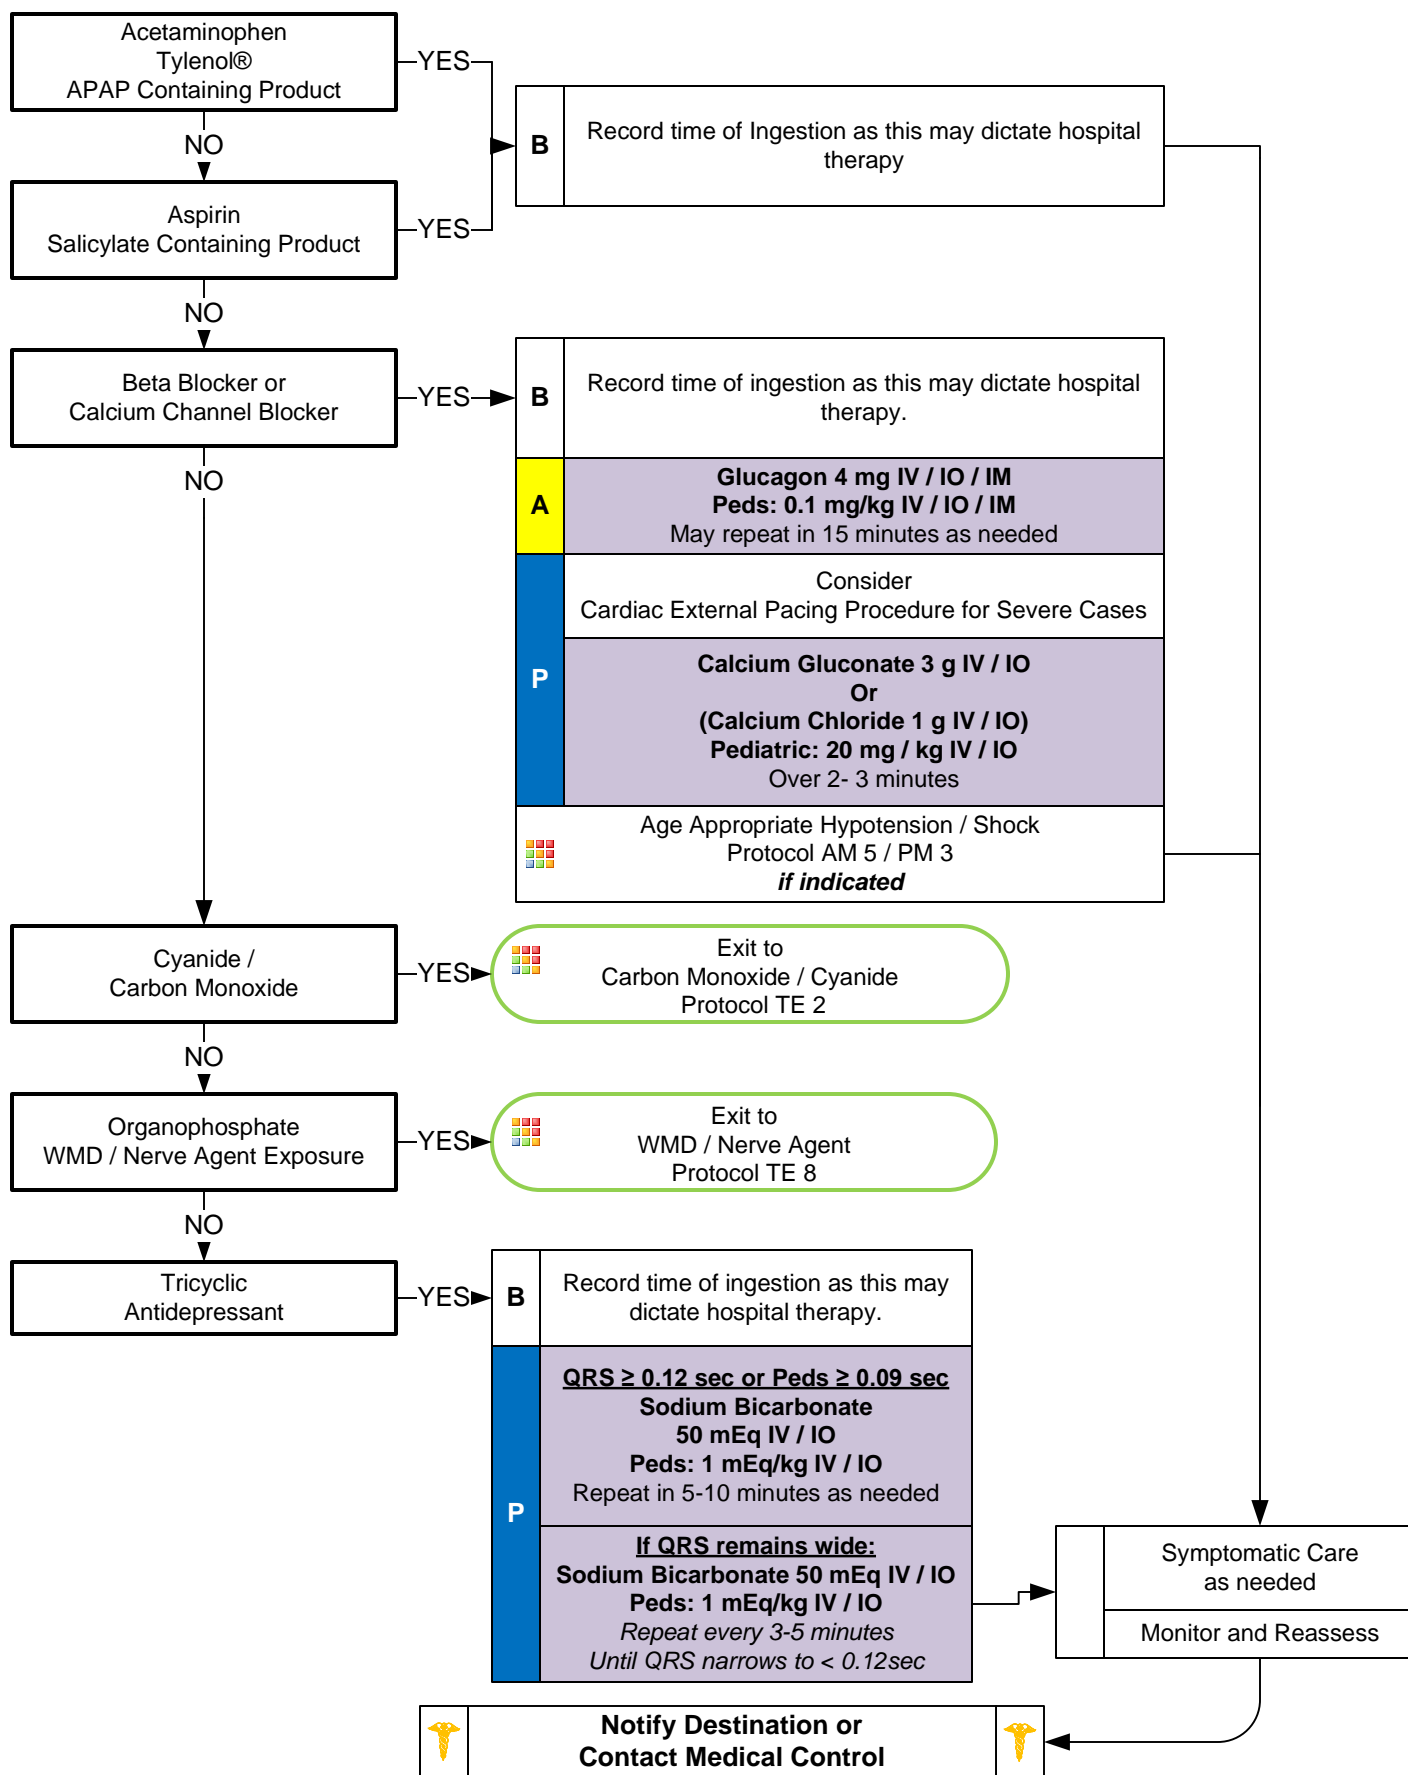 Acetaminophen
Tylenol®
APAP Containing Product
YES
NO
B
Record time of Ingestion as this may dictate hospital
therapy
Aspirin
Salicylate Containing Product
YES
NO
Beta Blocker or
Calcium Channel Blocker
YES
NO
B
Record time of ingestion as this may dictate hospital
therapy.
A
Glucagon 4 mg IV / IO / IM
Peds: 0.1 mg/kg IV / IO / IM
May repeat in 15 minutes as needed
P
Consider
Cardiac External Pacing Procedure for Severe Cases
Calcium Gluconate 3 g IV / IO
Or
(Calcium Chloride 1 g IV / IO)
Pediatric: 20 mg / kg IV / IO
Over 2- 3 minutes
Age Appropriate Hypotension / Shock
Protocol AM 5 / PM 3
if indicated
Cyanide /
Carbon Monoxide
YES
NO
Exit to
Carbon Monoxide / Cyanide
Protocol TE 2
Organophosphate
WMD / Nerve Agent Exposure
YES
NO
Exit to
WMD / Nerve Agent
Protocol TE 8
Tricyclic
Antidepressant
YES
B
Record time of ingestion as this may
dictate hospital therapy.
P
QRS ≥ 0.12 sec or Peds ≥ 0.09 sec
Sodium Bicarbonate
50 mEq IV / IO
Peds: 1 mEq/kg IV / IO
Repeat in 5-10 minutes as needed
If QRS remains wide:
Sodium Bicarbonate 50 mEq IV / IO
Peds: 1 mEq/kg IV / IO
Repeat every 3-5 minutes
Until QRS narrows to < 0.12sec
Symptomatic Care
as needed
Monitor and Reassess
Notify Destination or
Contact Medical Control